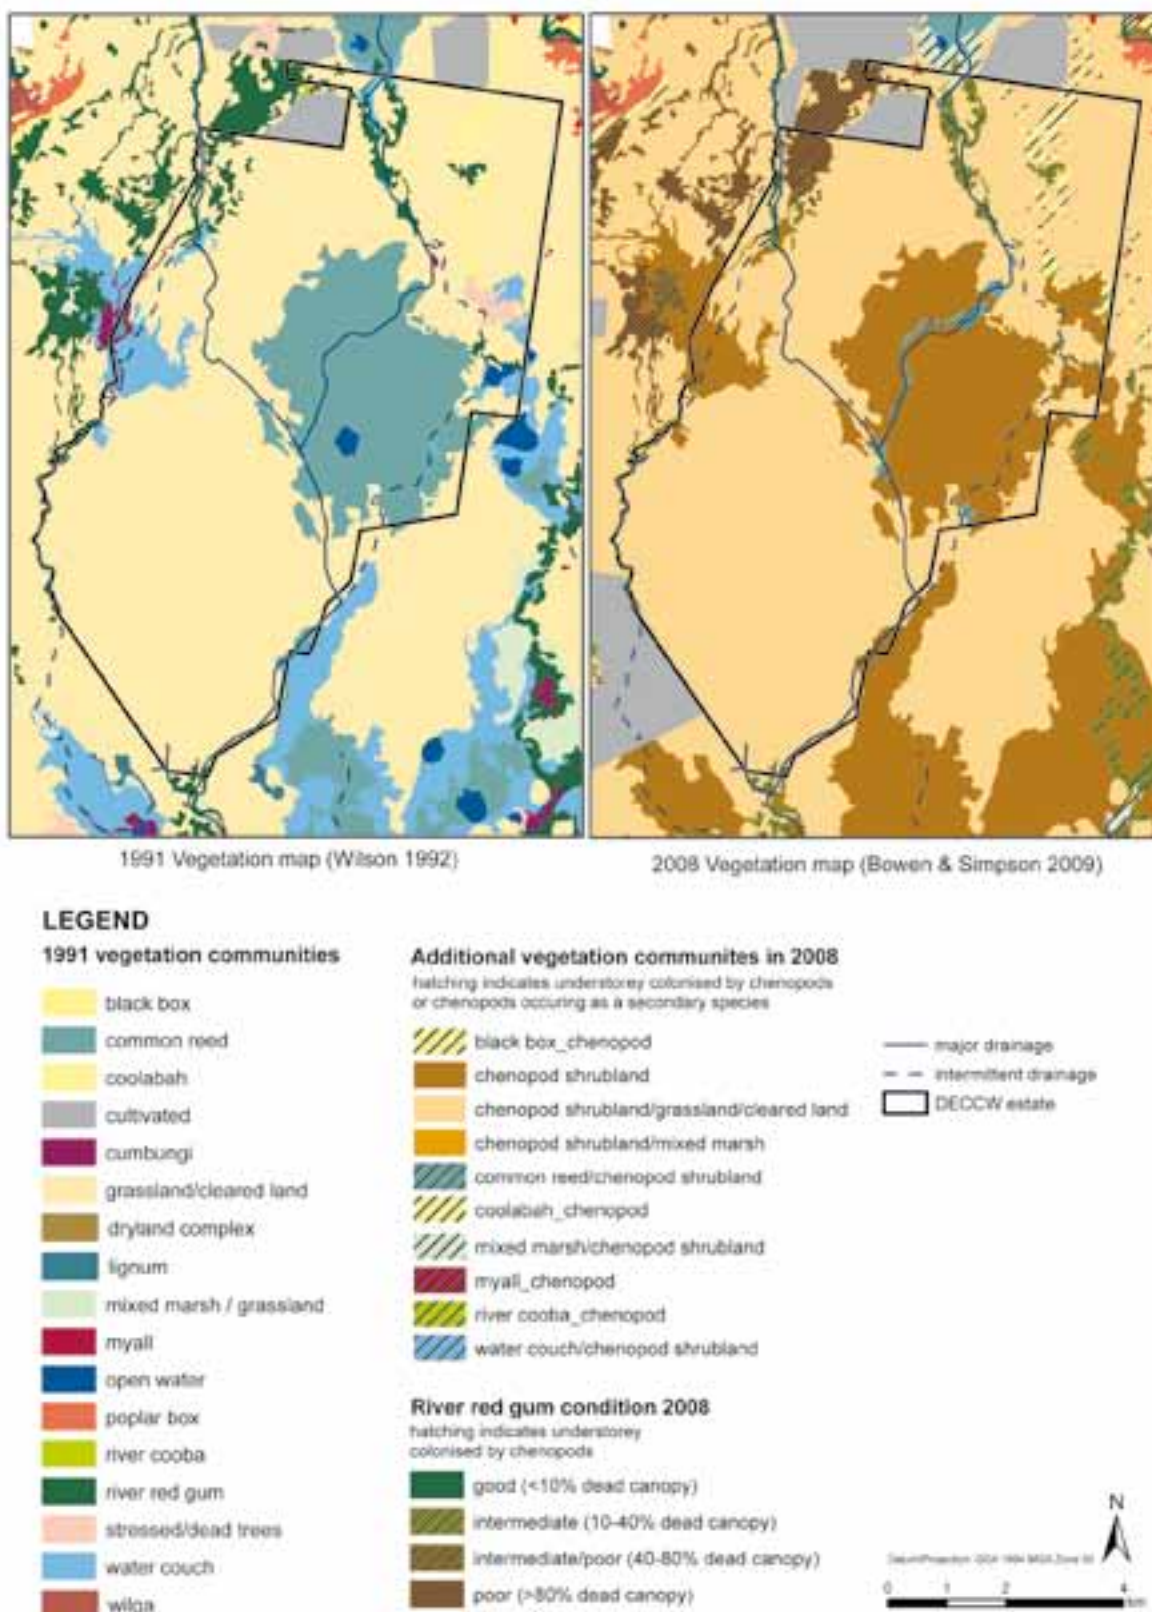 1991 Vegetation map (Wilson 1992)
2008 Vegetation map (Bowen & Simpson 2009)
LEGEND
1991 vegetation communities
black box
common reed
coolabah
cultivated
cumbungi
grassland/cleared land
dryland complex
lignum
mixed marsh / grassland
myall
open water
poplar box
river cooba
river red gum
stressed/dead trees
water couch
wilga
Additional vegetation communites in 2008
hatching indicates understorey colonised by chenopods
or chenopods occuring as a secondary species
black box_chenopod
chenopod shrubland
chenopod shrubland/grassland/cleared land
chenopod shrubland/mixed marsh
common reed/chenopod shrubland
coolabah_chenopod
mixed marsh/chenopod shrubland
myall_chenopod
river cooba_chenopod
water couch/chenopod shrubland
River red gum condition 2008
hatching indicates understorey
colonised by chenopods
good (<10% dead canopy)
intermediate (10-40% dead canopy)
intermediate/poor (40-80% dead canopy)
poor (>80% dead canopy)
major drainage
intermittent drainage
DECCW estate
N
Datum/Projection: GDA 1994 MGA Zone
0 1 2 4
km